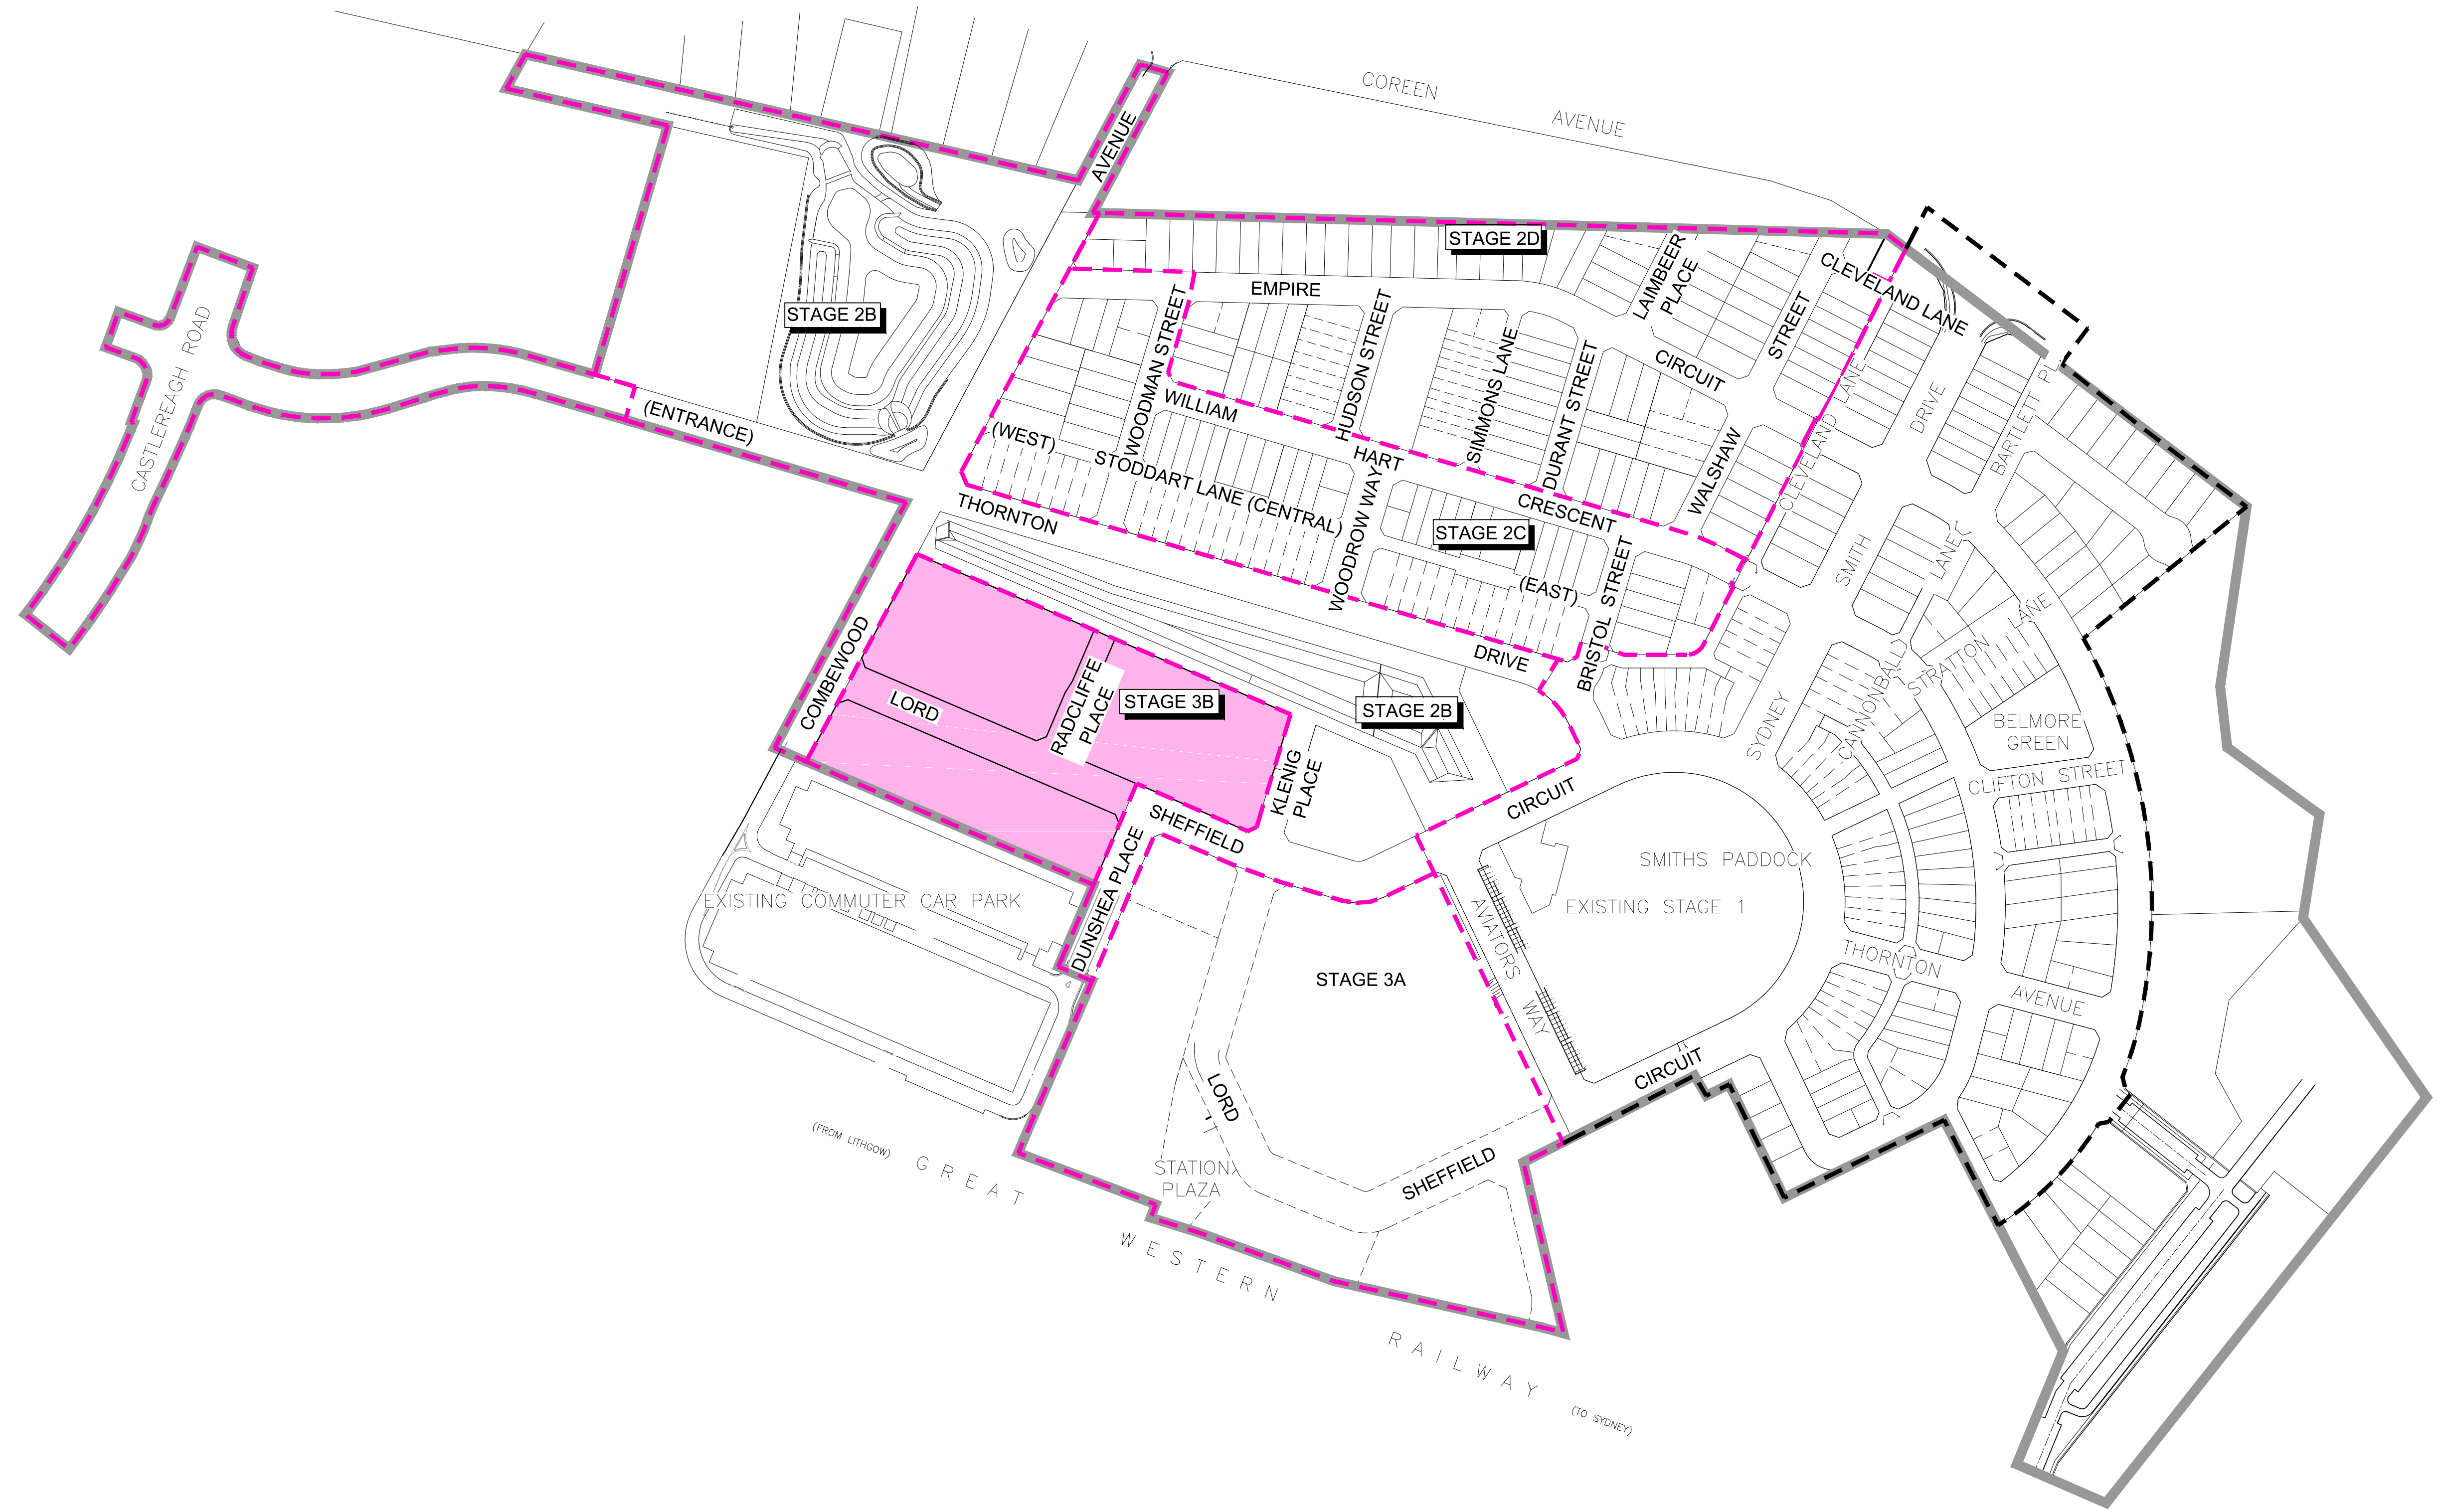 COREEN
AVENUE
AVENUE
STAGE 2D
CLEVELAND LANE
LAIMBEER
PLACE
EMPIRE
STREET
STAGE 2B
CASTLEREAGH ROAD
(ENTRANCE)
WOODMAN STREET
HUDSON STREET
SIMMONS LANE
DURANT STREET
CIRCUIT
WILLIAM
HART
CRESCENT
WALSHAW
CLEVELAND LANE
DRIVE
BARTLETT P
(WEST)
STODDART LANE (CENTRAL)
(EAST)
THORNTON
DRIVE
WOODROW WAY
STAGE 2C
BRISTOL STREET
SMITH
SYDNEY
LANE
CANNONBALL
STRATTON LANE
BELMORE
GREEN
CLIFTON STREET
COMBEWOOD
LORD
RADCLIFFE
PLACE
STAGE 3B
STAGE 2B
KLENIG
PLACE
SHEFFIELD
CIRCUIT
DUNSHEA PLACE
EXISTING COMMUTER CAR PARK
SMITHS PADDOCK
EXISTING STAGE 1
AVIATORS WAY
STAGE 3A
THORNTON
AVENUE
CIRCUIT
LORD
STATION
PLAZA
SHEFFIELD
(FROM LITHGOW)
GREAT
WESTERN
RAILWAY
(TO SYDNEY)